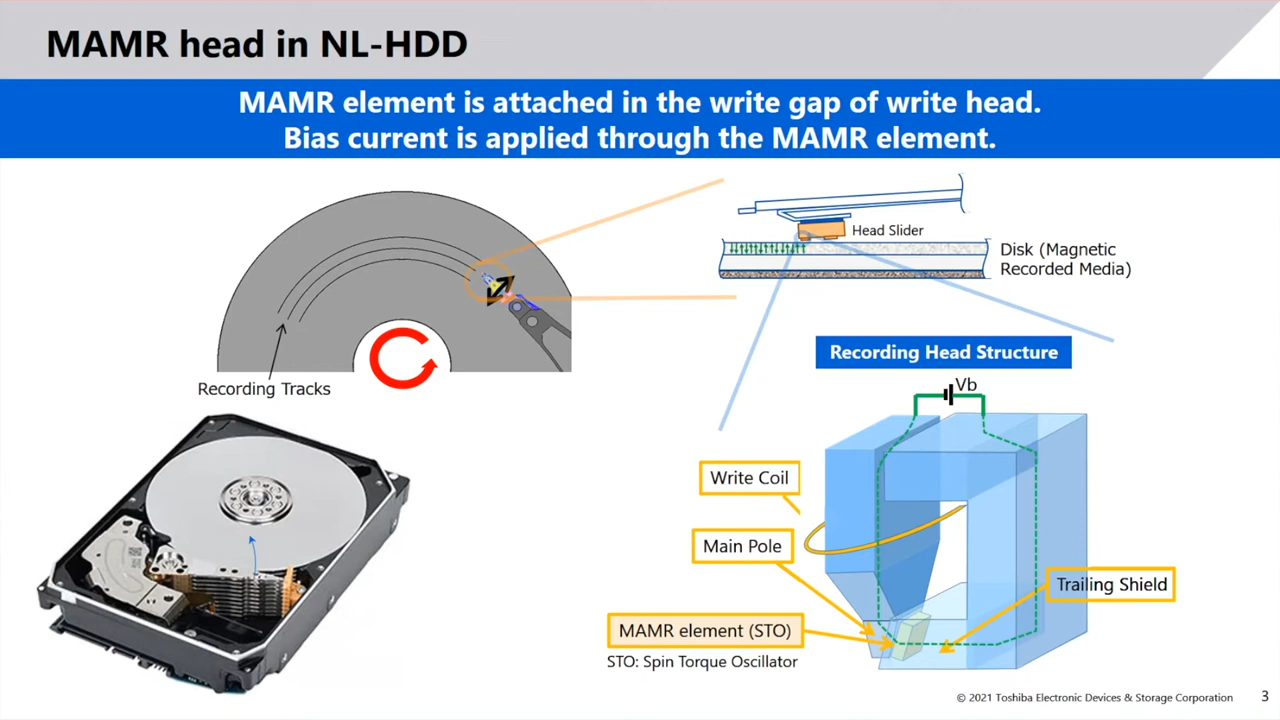 MAMR head in NL-HDD
MAMR element is attached in the write gap of write head.
Bias current is applied through the MAMR element.
Head Slider
Disk (Magnetic
Recorded Media)
Recording Tracks
Recording Head Structure
Vb
Write Coil
Main Pole
Trailing Shield
MAMR element (STO)
STO: Spin Torque Oscillator
© 2021 Toshiba Electronic Devices & Storage Corporation
3